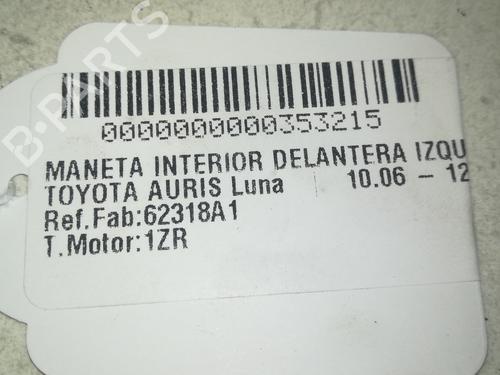 B-PARTS
0000000000353215
MANETA INTERIOR DELANTERA IZQU
TOYOTA AURIS Luna 10.06 - 12
Ref.Fab:62318A1
T.Motor:1ZR